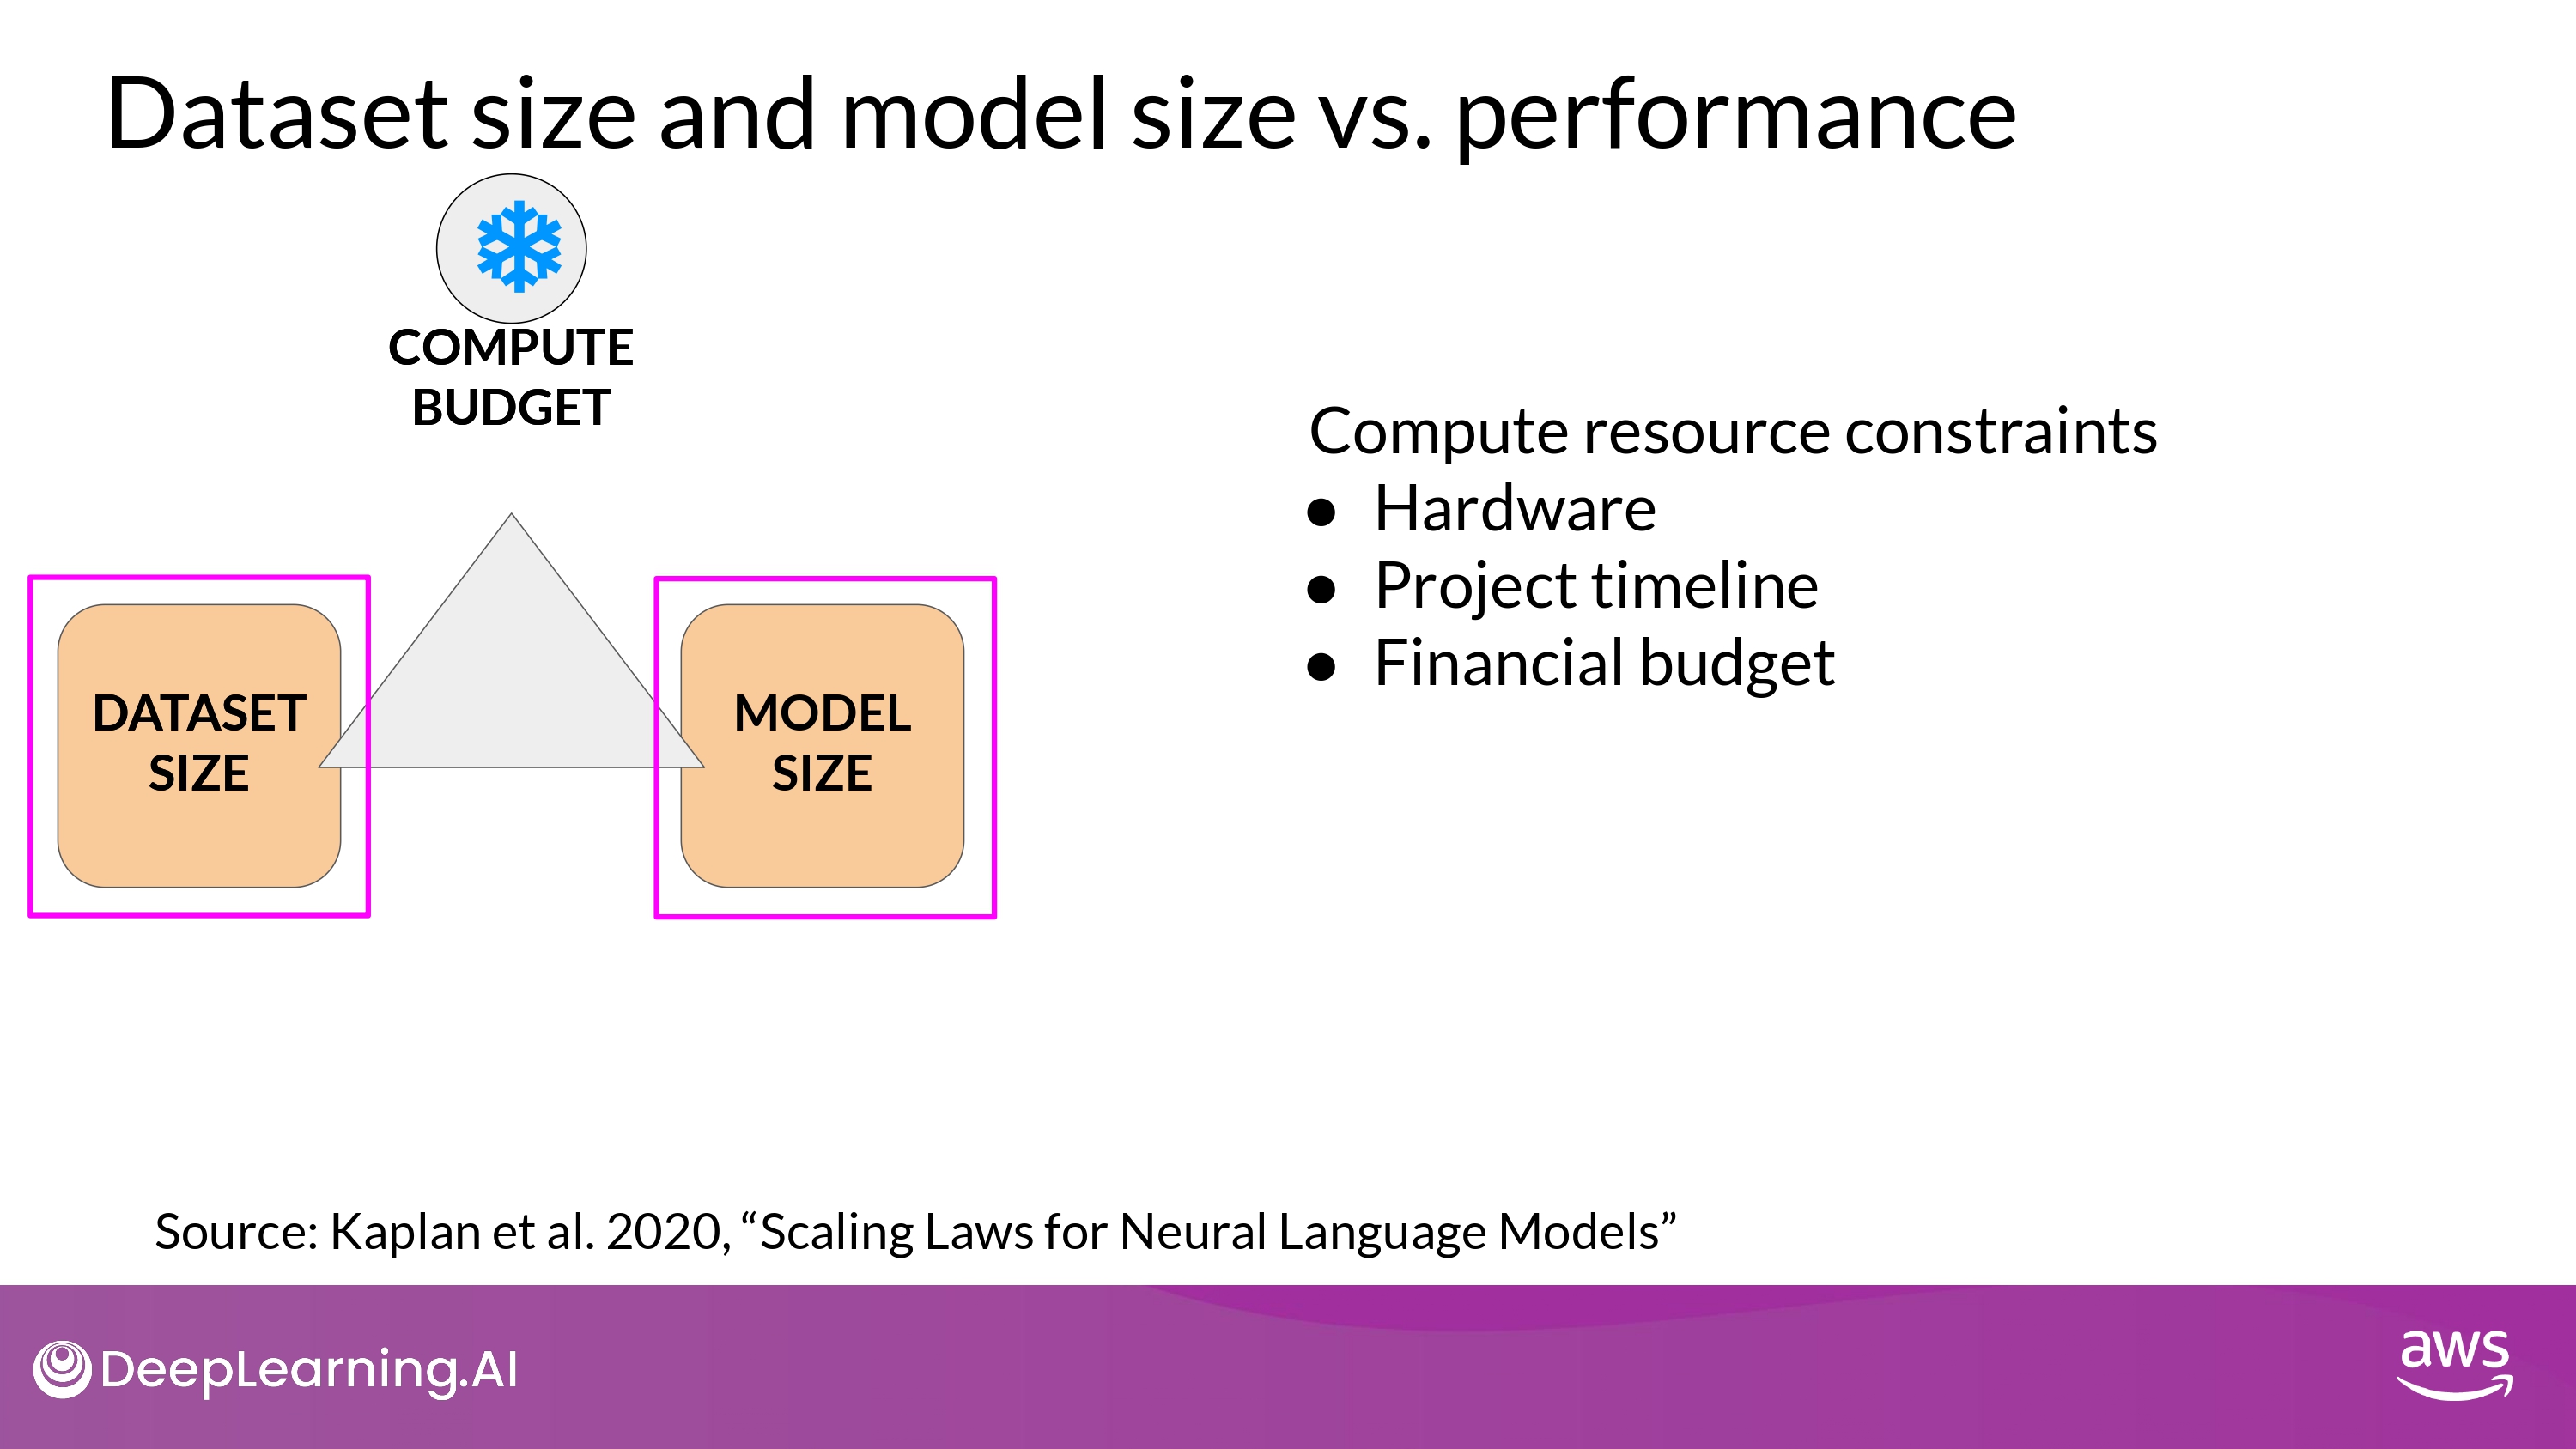 Dataset size and model size vs. performance
COMPUTE
BUDGET
DATASET
SIZE
MODEL
SIZE
Compute resource constraints
● Hardware
● Project timeline
● Financial budget
Source: Kaplan et al. 2020, “Scaling Laws for Neural Language Models”
DeepLearning.AI
aws